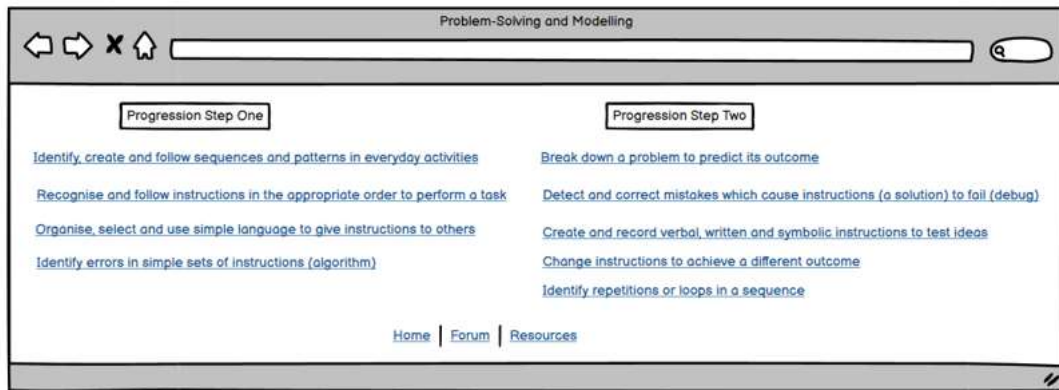 Problem-Solving and Modelling
Progression Step One
Identify, create and follow sequences and patterns in everyday activities
Recognise and follow instructions in the appropriate order to perform a task
Organise, select and use simple language to give instructions to others
Identify errors in simple sets of instructions (algorithm)
Progression Step Two
Break down a problem to predict its outcome
Detect and correct mistakes which cause instructions (a solution) to fail (debug)
Create and record verbal, written and symbolic instructions to test ideas
Change instructions to achieve a different outcome
Identify repetitions or loops in a sequence
Home | Forum | Resources